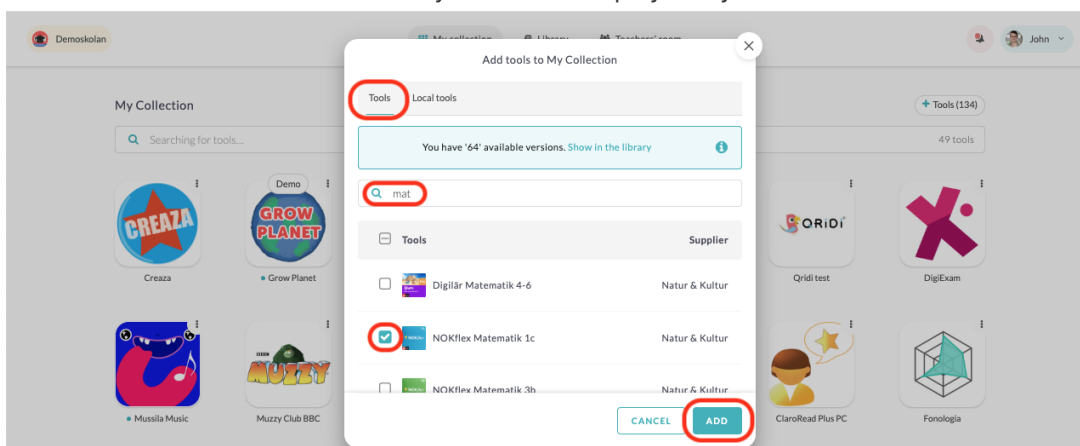 Demoskolan
My collection Library Teachers' room
John
Add tools to My Collection
Tools Local tools
My Collection
+ Tools (134)
You have '64' available versions. Show in the library
Searching for tools...
49 tools
mat
Demo
Tools Supplier
CREAZA
GROW
PLANET
QRiDi
Creaza
Grow Planet
Digilär Matematik 4-6 Natur & Kultur
Qridi test
DigiExam
NOKflex Matematik 1c Natur & Kultur
MUZZY
NOKflex Matematik 3b Natur & Kultur
CANCEL ADD
Mussila Music
Muzzy Club BBC
ClaroRead Plus PC
Fonologia